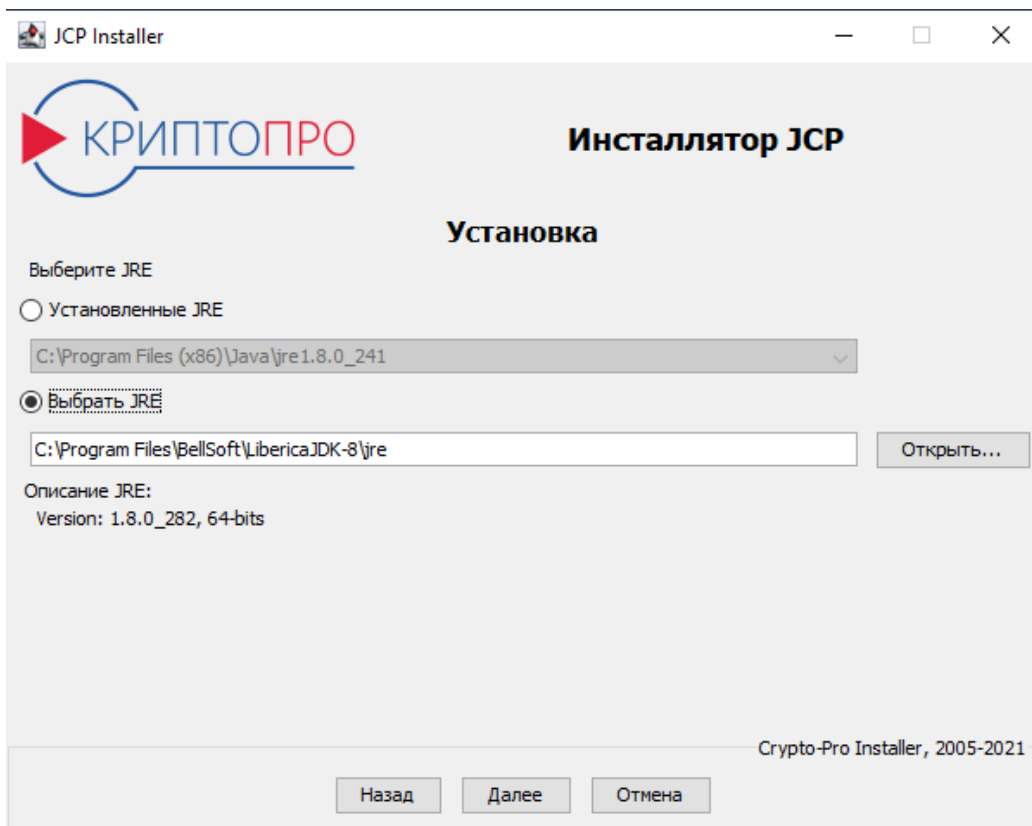 JCP Installer
КРИПТОПРО
Инсталлятор JCP
Установка
Выберите JRE
Установленные JRE
C:\Program Files (x86)\Java\jre1.8.0_241
Выбрать JRE
C:\Program Files\BellSoft\LibericaJDK-8\jre
Открыть...
Описание JRE:
Version: 1.8.0_282, 64-bits
Crypto-Pro Installer, 2005-2021
Назад
Далее
Отмена